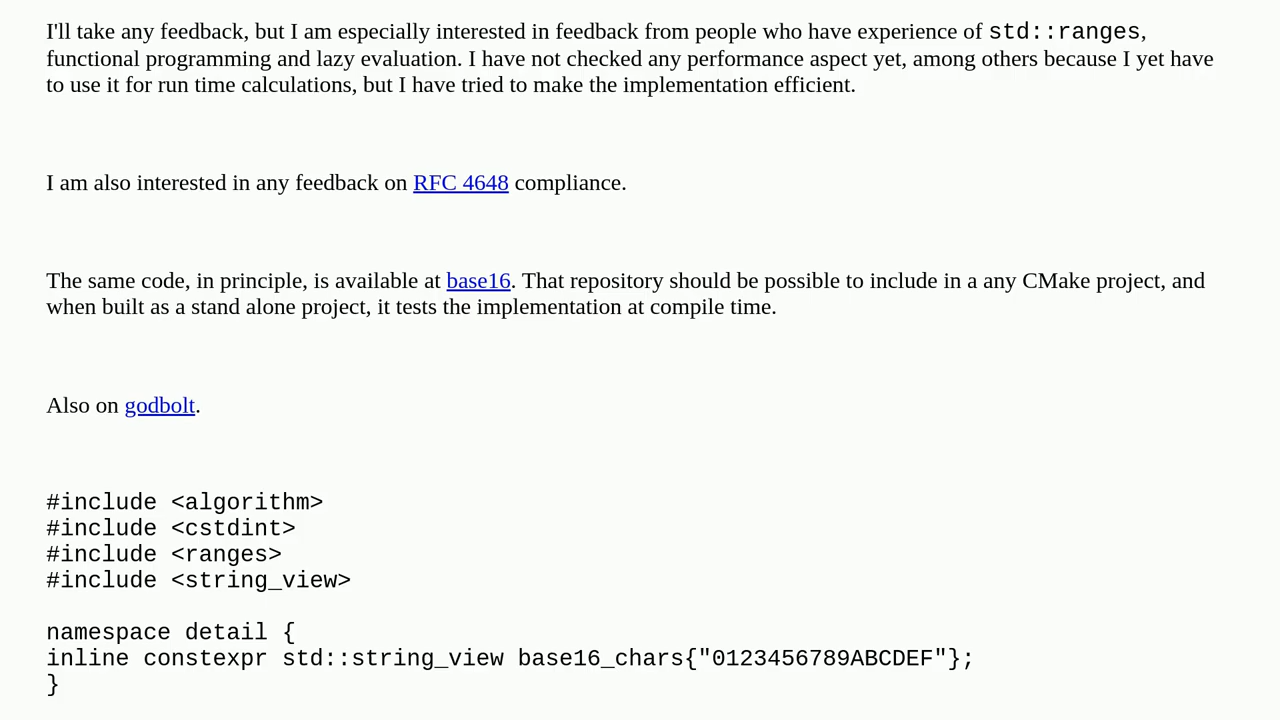 I'll take any feedback, but I am especially interested in feedback from people who have experience of std::ranges,
functional programming and lazy evaluation. I have not checked any performance aspect yet, among others because I yet have
to use it for run time calculations, but I have tried to make the implementation efficient.
I am also interested in any feedback on RFC 4648 compliance.
The same code, in principle, is available at base16. That repository should be possible to include in a any CMake project, and
when built as a stand alone project, it tests the implementation at compile time.
Also on godbolt.
#include <algorithm>
#include <cstdint>
#include <ranges>
#include <string_view>
namespace detail {
inline constexpr std::string_view base16_chars{"0123456789ABCDEF"};
}